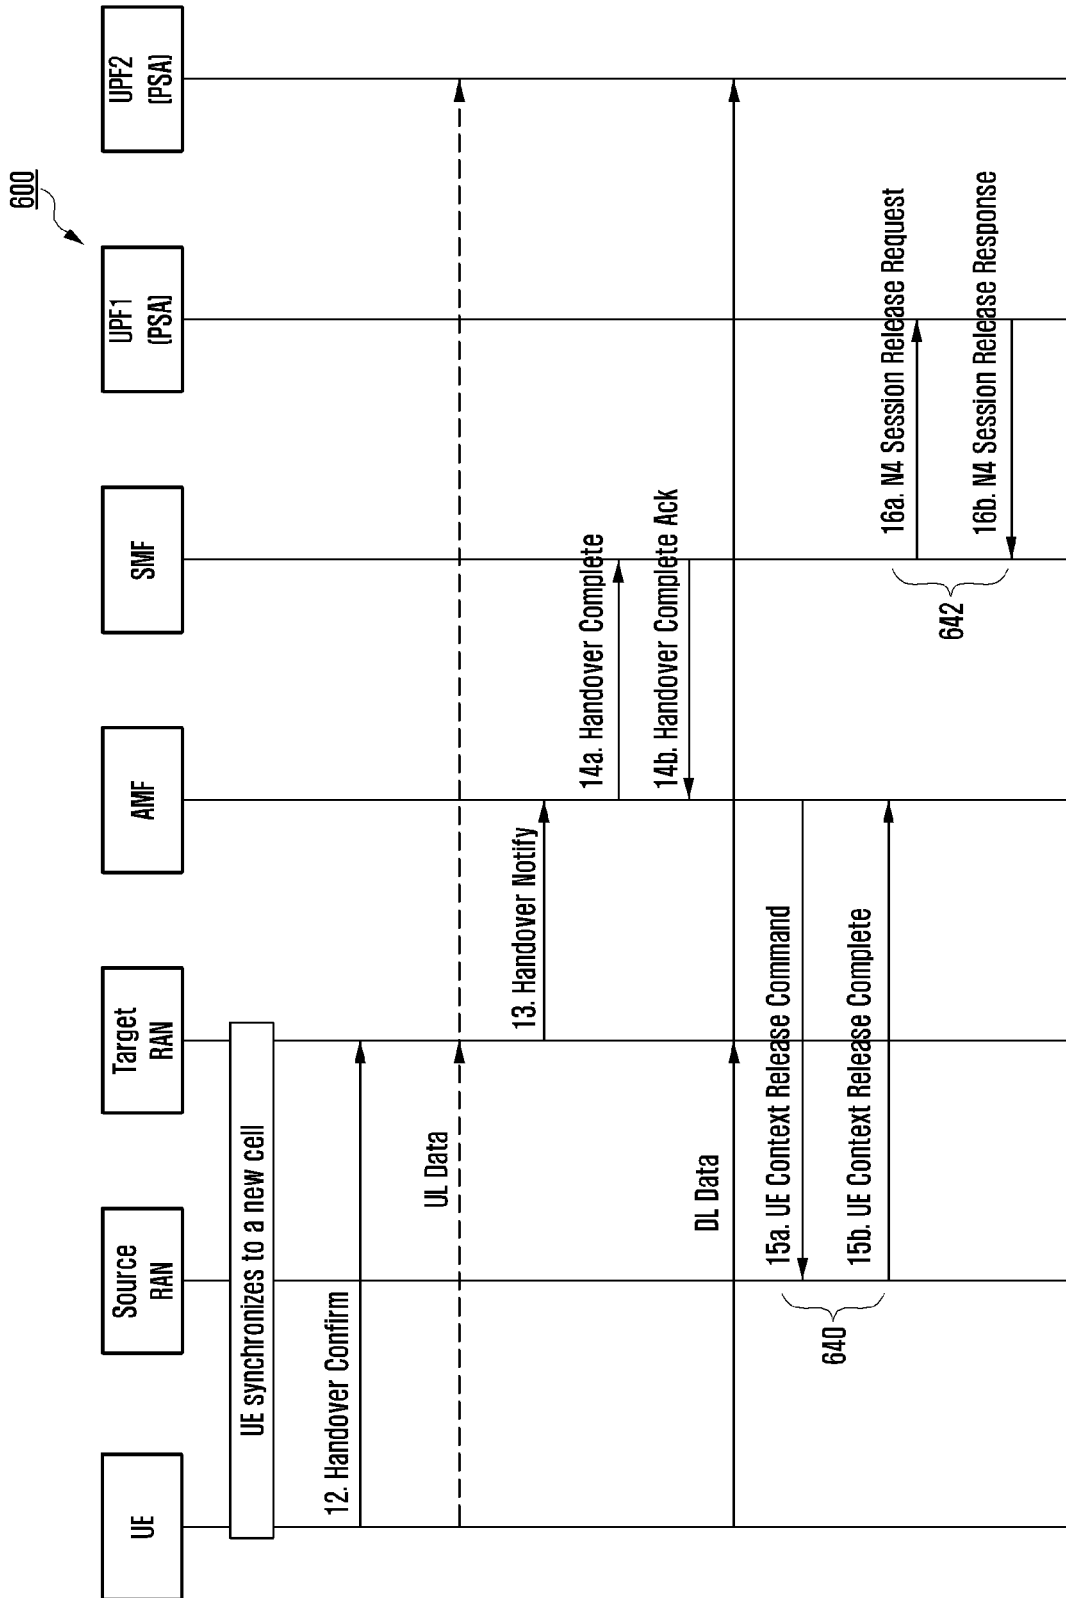 600
UE
Source
RAN
Target
RAN
AMF
SMF
UPF1
(PSA)
UPF2
(PSA)
UE synchronizes to a new cell
12. Handover Confirm
UL Data
13. Handover Notify
14a. Handover Complete
14b. Handover Complete Ack
DL Data
15a. UE Context Release Command
15b. UE Context Release Complete
640
16a. N4 Session Release Request
16b. N4 Session Release Response
642